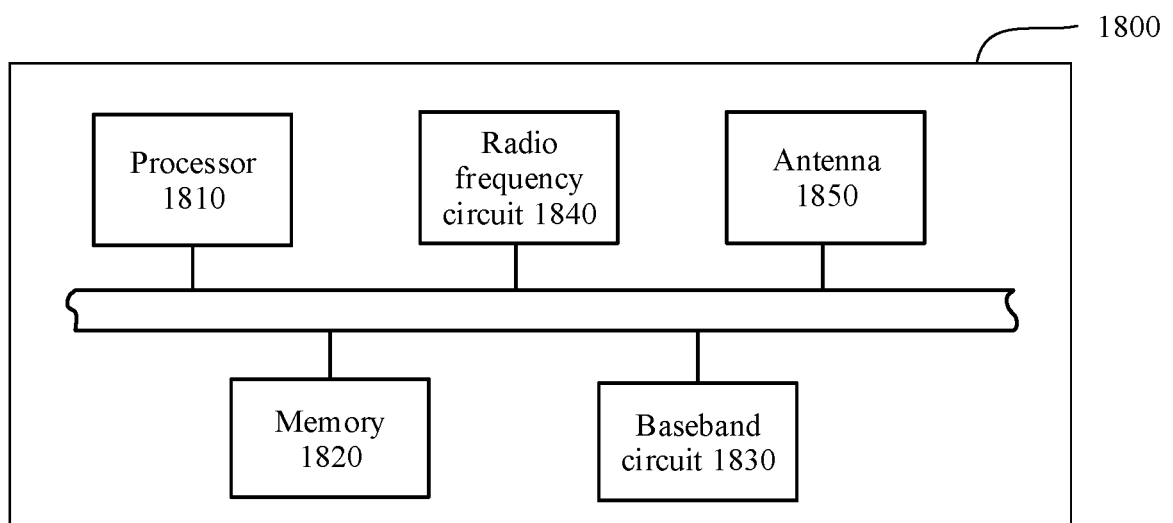 1800
Processor
1810
Radio
frequency
circuit 1840
Antenna
1850
Memory
1820
Baseband
circuit 1830